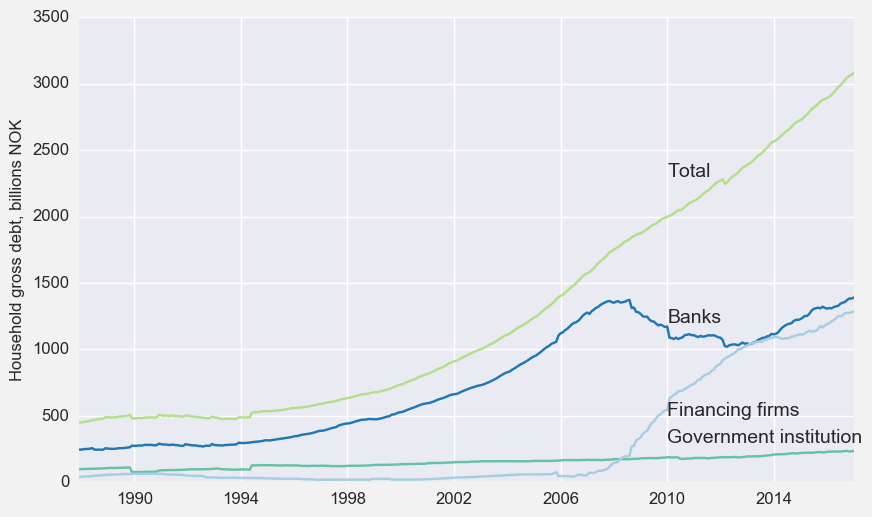 3500
3000
2500
2000
1500
1000
500
0
Household gross debt, billions NOK
Total
Banks
Financing firms
Government institution
1990 1994 1998 2002 2006 2010 2014